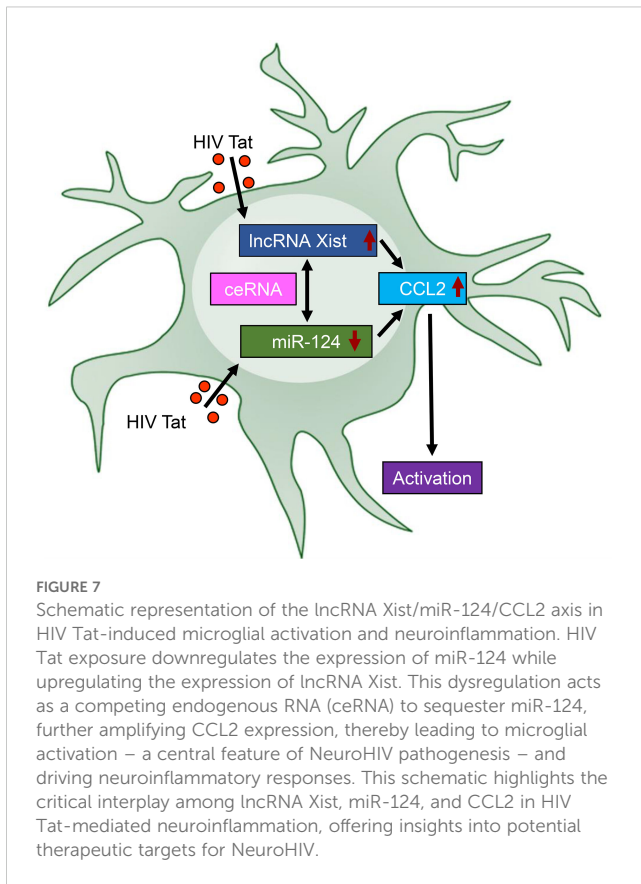 HIV Tat
lncRNA Xist
ceRNA
CCL2
miR-124
HIV Tat
Activation
FIGURE 7
Schematic representation of the lncRNA Xist/miR-124/CCL2 axis in
HIV Tat-induced microglial activation and neuroinflammation. HIV
Tat exposure downregulates the expression of miR-124 while
upregulating the expression of lncRNA Xist. This dysregulation acts
as a competing endogenous RNA (ceRNA) to sequester miR-124,
further amplifying CCL2 expression, thereby leading to microglial
activation – a central feature of NeuroHIV pathogenesis – and
driving neuroinflammatory responses. This schematic highlights the
critical interplay among lncRNA Xist, miR-124, and CCL2 in HIV
Tat-mediated neuroinflammation, offering insights into potential
therapeutic targets for NeuroHIV.